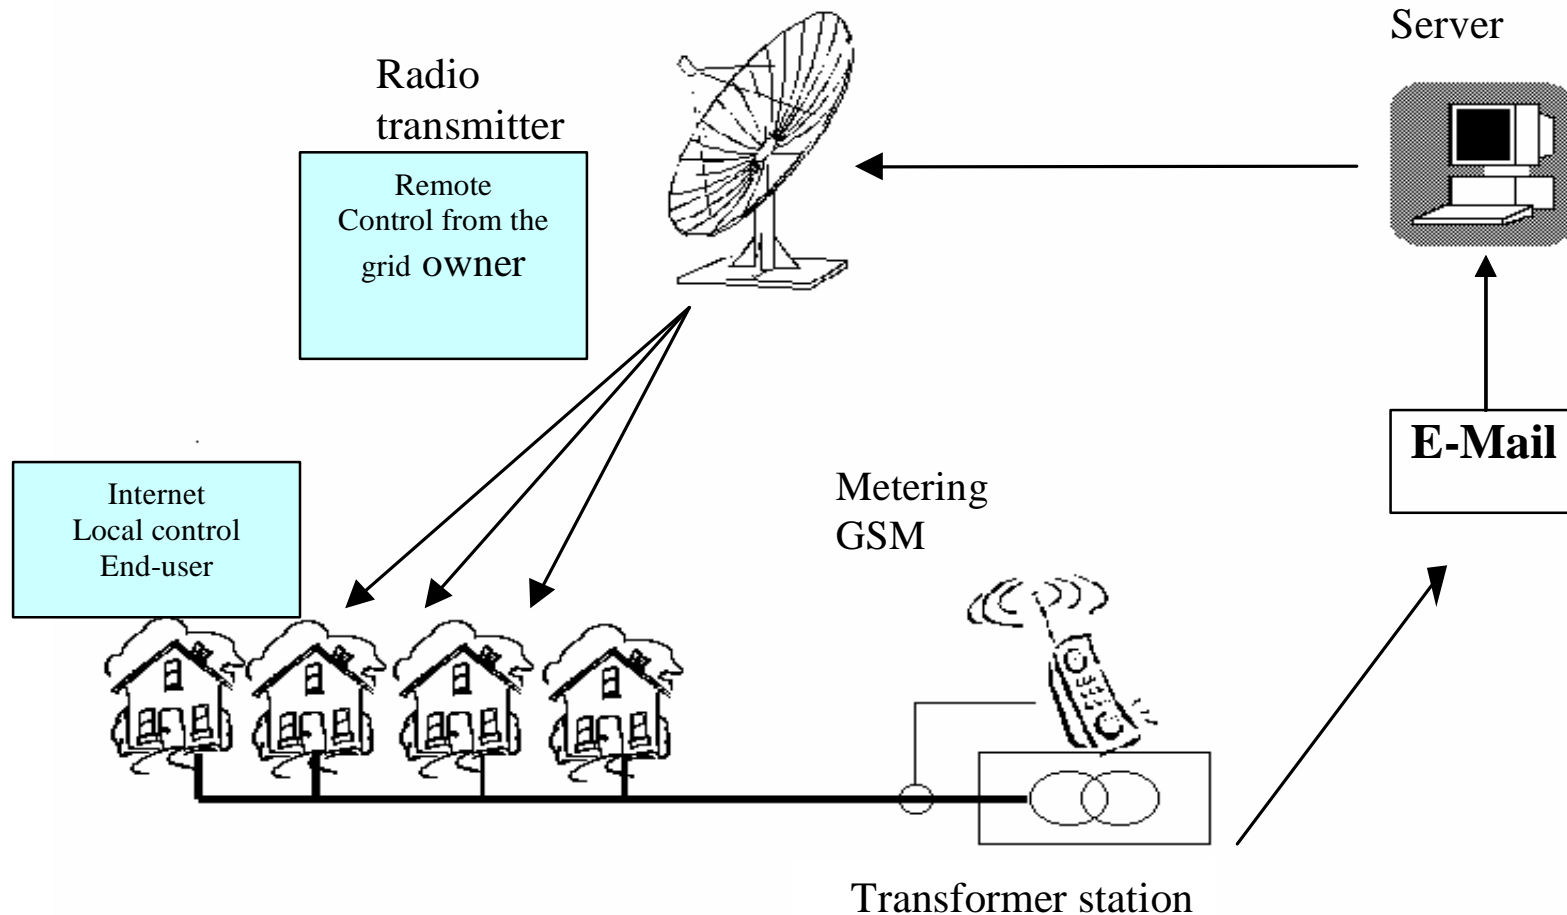 Server
Radio
transmitter
Remote
Control from the
grid owner
E-Mail
Internet
Local control
End-user
Metering
GSM
Transformer station